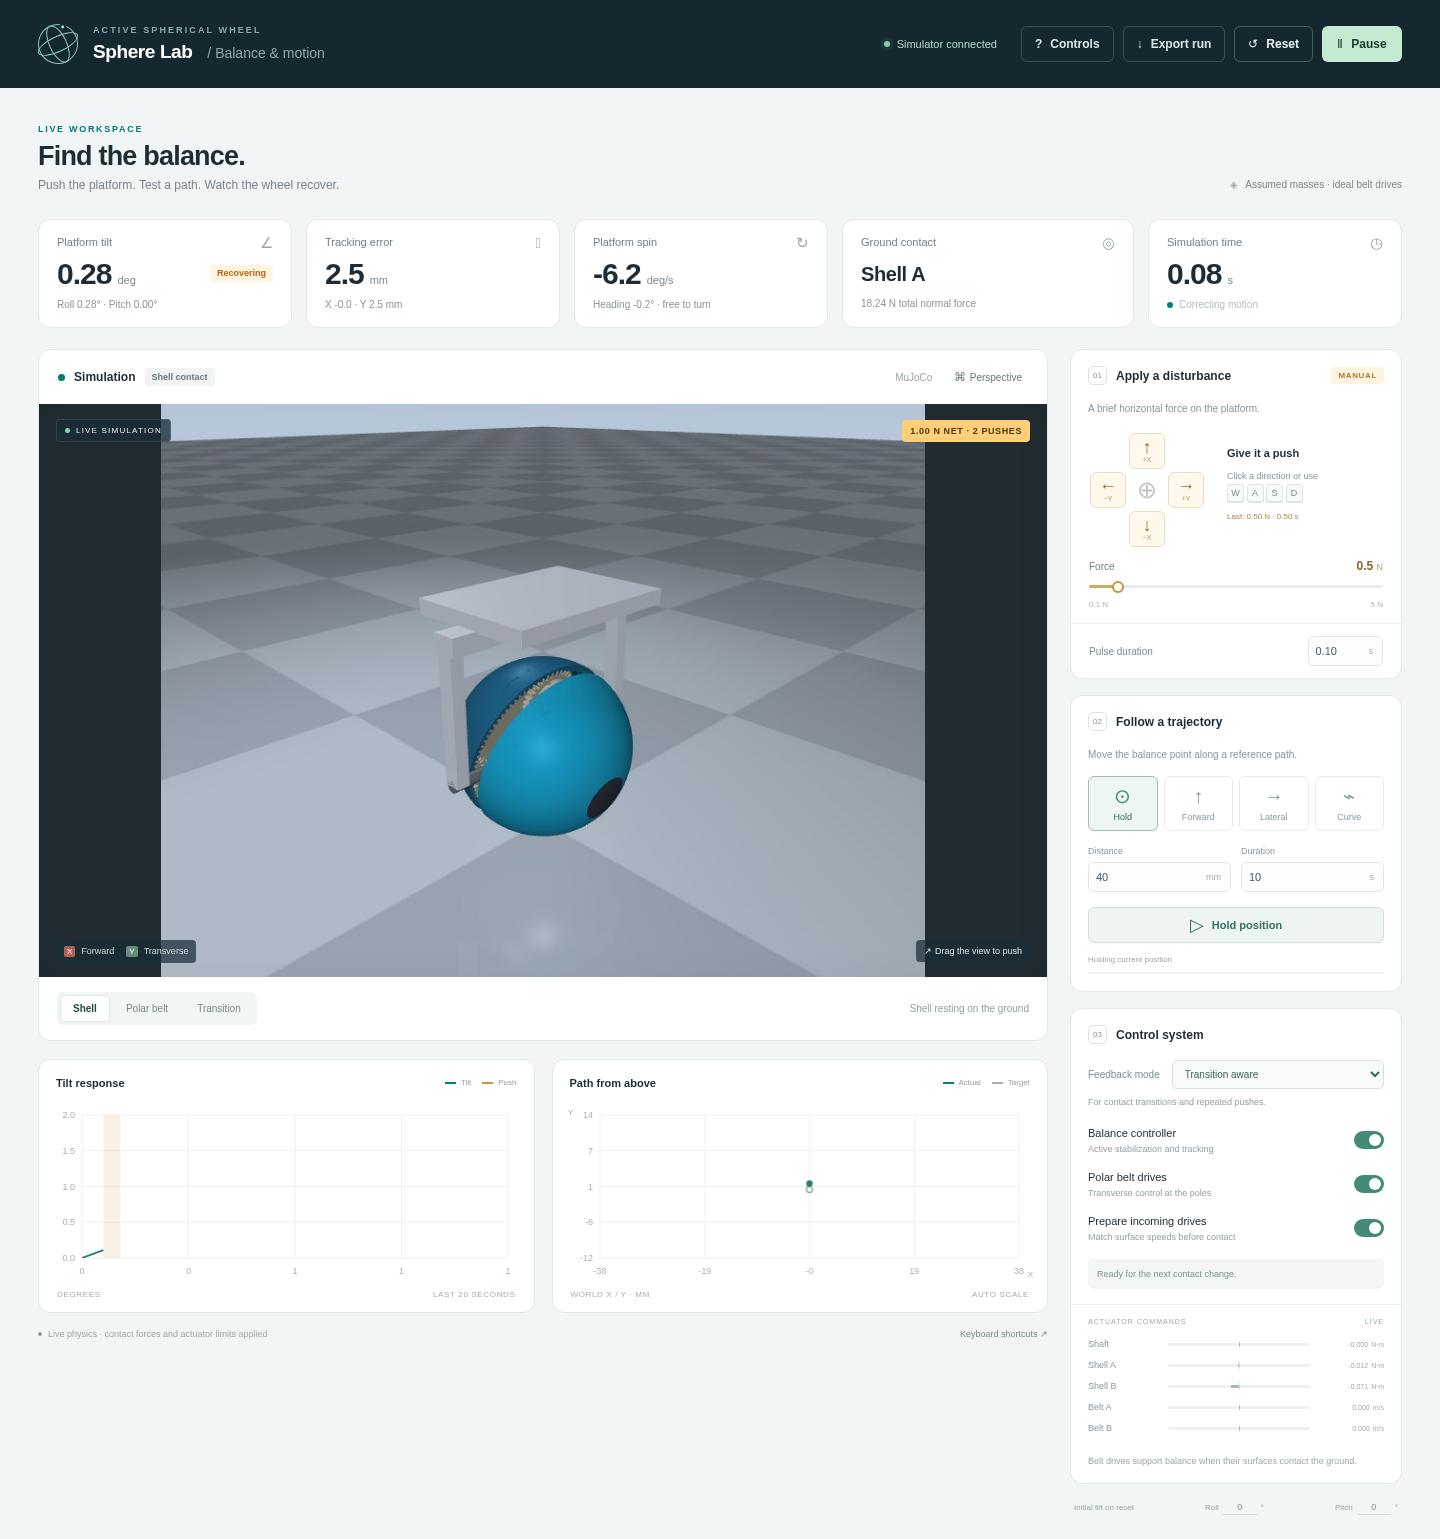 ACTIVE SPHERICAL WHEEL
Sphere Lab / Balance & motion
Simulator connected
? Controls
↓ Export run
↺ Reset
Pause
LIVE WORKSPACE
Find the balance.
Push the platform. Test a path. Watch the wheel recover.
Assumed masses · ideal belt drives
Platform tilt
0.28 deg
Recovering
Roll 0.28° · Pitch 0.00°
Tracking error
2.5 mm
X -0.0 · Y 2.5 mm
Platform spin
-6.2 deg/s
Heading -0.2° · free to turn
Ground contact
Shell A
18.24 N total normal force
Simulation time
0.08 s
Correcting motion
Simulation
Shell contact
MuJoCo
⌘ Perspective
LIVE SIMULATION
1.00 N NET · 2 PUSHES
X Forward Y Transverse
↗ Drag the view to push
Shell
Polar belt
Transition
Shell resting on the ground
Tilt response
Tilt
Push
2.0
1.5
1.0
0.5
0.0
0 0 1 1 1
DEGREES
LAST 20 SECONDS
Path from above
Actual
Target
Y
14
7
1
-6
-12
-38 -19 -0 19 38 X
WORLD X / Y · MM
AUTO SCALE
Live physics · contact forces and actuator limits applied
Keyboard shortcuts ↗
01 Apply a disturbance
MANUAL
A brief horizontal force on the platform.
↑
+X
←
−Y
→
+Y
↓
−X
Give it a push
Click a direction or use
W A S D
Last: 0.50 N · 0.50 s
Force
0.5 N
0.1 N
5 N
Pulse duration
0.10 s
02 Follow a trajectory
Move the balance point along a reference path.
Hold
Forward
Lateral
Curve
Distance
40 mm
Duration
10 s
Hold position
Holding current position
03 Control system
Feedback mode
Transition aware
For contact transitions and repeated pushes.
Balance controller
Active stabilization and tracking
Polar belt drives
Transverse control at the poles
Prepare incoming drives
Match surface speeds before contact
Ready for the next contact change.
ACTUATOR COMMANDS
LIVE
Shaft
-0.000 N·m
Shell A
-0.012 N·m
Shell B
-0.071 N·m
Belt A
0.000 m/s
Belt B
0.000 m/s
Belt drives support balance when their surfaces contact the ground.
Initial tilt on reset
Roll 0 °
Pitch 0 °